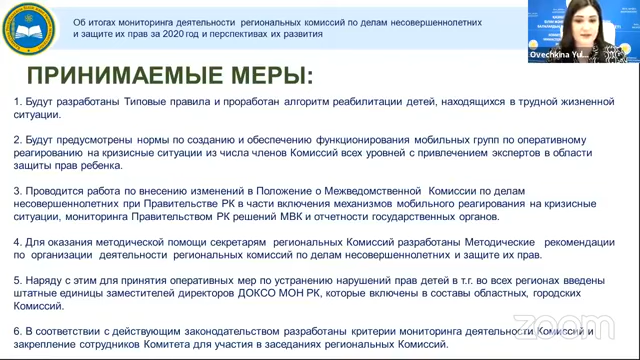 Об итогах мониторинга деятельности региональных комиссий по делам несовершеннолетних
и защите их прав за 2020 год и перспективах их развития
Ovechkina Yul...
ПРИНИМАЕМЫЕ МЕРЫ:
1. Будут разработаны Типовые правила и проработан алгоритм реабилитации детей, находящихся в трудной жизненной
ситуации.
2. Будут предусмотрены нормы по созданию и обеспечению функционирования мобильных групп по оперативному
реагированию на кризисные ситуации из числа членов Комиссий всех уровней с привлечением экспертов в области
защиты прав ребенка.
3. Проводится работа по внесению изменений в Положение о Межведомственной Комиссии по делам
несовершеннолетних при Правительстве РК в части включения механизмов мобильного реагирования на кризисные
ситуации, мониторинга Правительством РК решений МВК и отчетности государственных органов.
4. Для оказания методической помощи секретарям региональных Комиссий разработаны Методические рекомендации
по организации деятельности региональных комиссий по делам несовершеннолетних и защите их прав.
5. Наряду с этим для принятия оперативных мер по устранению нарушений прав детей в т.г. во всех регионах введены
штатные единицы заместителей директоров ДОКСО МОН РК, которые включены в составы областных, городских
Комиссий.
6. В соответствии с действующим законодательством разработаны критерии мониторинга деятельности Комиссий и
закрепление сотрудников Комитета для участия в заседаниях региональных Комиссий.
zoom